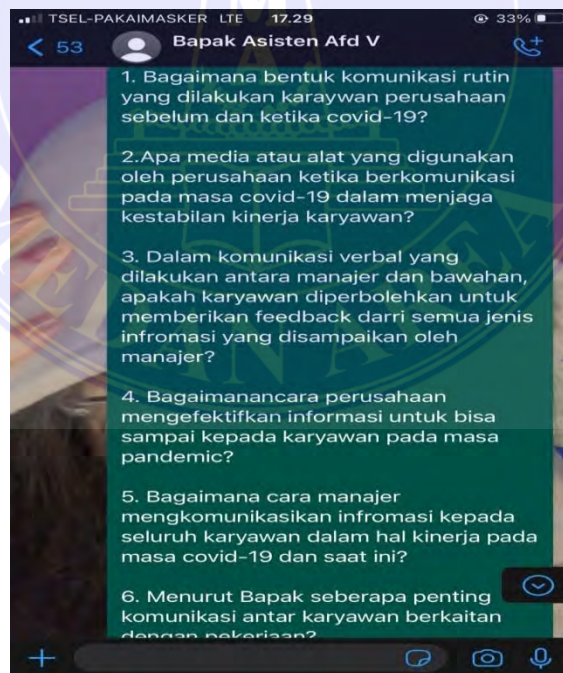 TSEL-PAKAIMASKER LTE 17.29 33%
53 Bapak Asisten Afd V
1. Bagaimana bentuk komunikasi rutin
yang dilakukan karaywan perusahaan
sebelum dan ketika covid-19?
2.Apa media atau alat yang digunakan
oleh perusahaan ketika berkomunikasi
pada masa covid-19 dalam menjaga
kestabilan kinerja karyawan?
3. Dalam komunikasi verbal yang
dilakukan antara manajer dan bawahan,
apakah karyawan diperbolehkan untuk
memberikan feedback darri semua jenis
infromasi yang disampaikan oleh
manajer?
4. Bagaimanancara perusahaan
mengefektifkan informasi untuk bisa
sampai kepada karyawan pada masa
pandemic?
5. Bagaimana cara manajer
mengkomunikasikan infromasi kepada
seluruh karyawan dalam hal kinerja pada
masa covid-19 dan saat ini?
6. Menurut Bapak seberapa penting
komunikasi antar karyawan berkaitan
dengan pekerjaan?